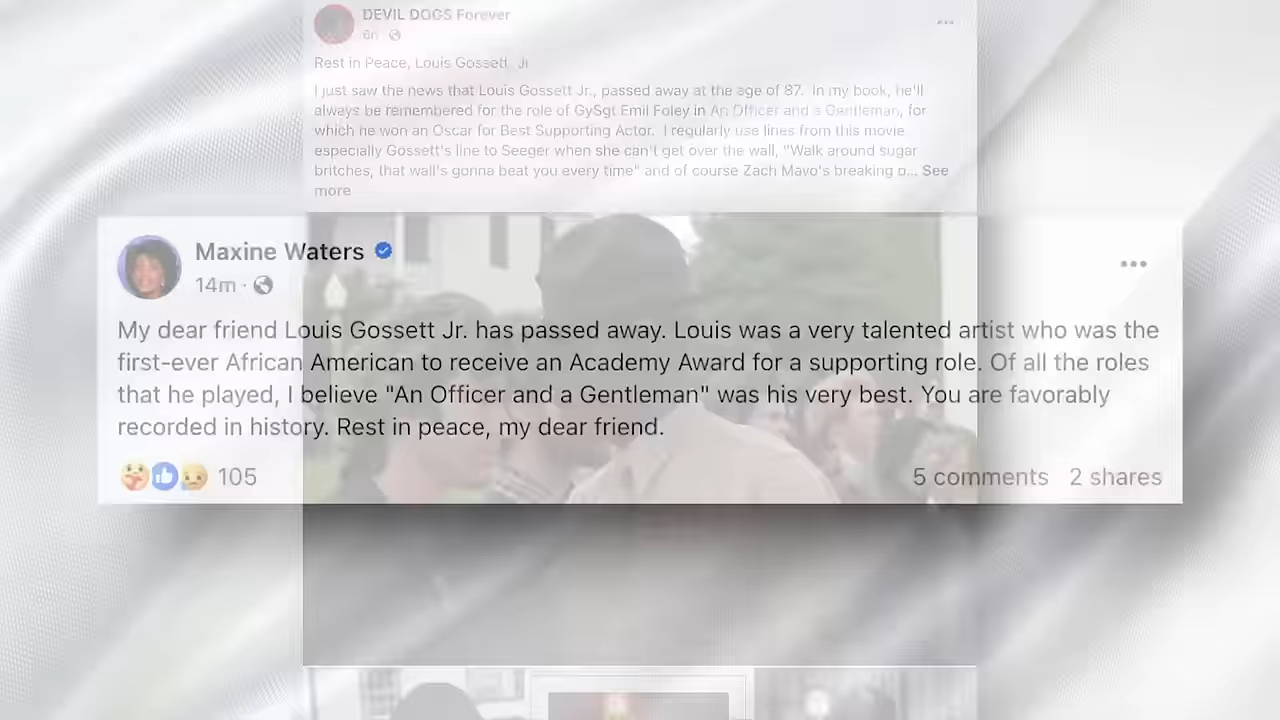 DEVIL DOGS Forever
6h
Rest in Peace, Louis Gossett, Jr
I just saw the news that Louis Gossett Jr., passed away at the age of 87. In my book, he'll
always be remembered for the role of GySgt Emil Foley in An Officer and a Gentleman, for
which he won an Oscar for Best Supporting Actor. I regularly use lines from this movie
especially Gossett's line to Seeger when she can't get over the wall, "Walk around sugar
britches, that wall's gonna beat you every time" and of course Zach Mayo's breaking p... See
more
Maxine Waters
14m ·
My dear friend Louis Gossett Jr. has passed away. Louis was a very talented artist who was the
first-ever African American to receive an Academy Award for a supporting role. Of all the roles
that he played, I believe "An Officer and a Gentleman" was his very best. You are favorably
recorded in history. Rest in peace, my dear friend.
105
5 comments 2 shares